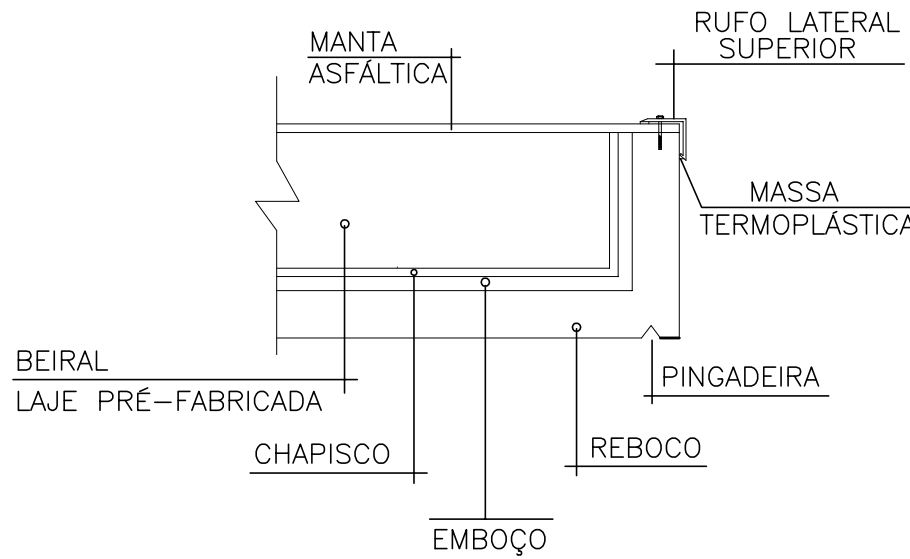 MANTA
ASFÁLTICA
RUFO LATERAL
SUPERIOR
MASSA
TERMOPLÁSTICA
BEIRAL
LAJE PRÉ-FABRICADA
PINGADEIRA
CHAPISCO
REBOCO
EMBOÇO